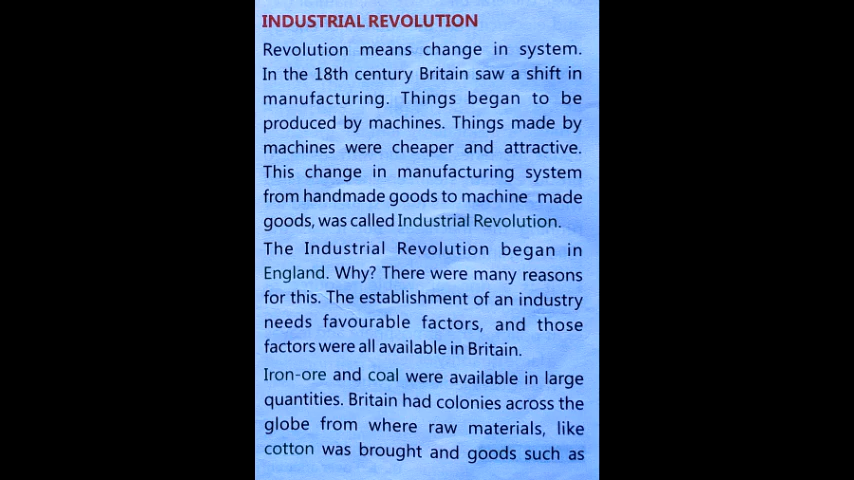 INDUSTRIAL REVOLUTION
Revolution means change in system.
In the 18th century Britain saw a shift in
manufacturing. Things began to be
produced by machines. Things made by
machines were cheaper and attractive.
This change in manufacturing system
from handmade goods to machine made
goods, was called Industrial Revolution.
The Industrial Revolution began in
England. Why? There were many reasons
for this. The establishment of an industry
needs favourable factors, and those
factors were all available in Britain.
Iron-ore and coal were available in large
quantities. Britain had colonies across the
globe from where raw materials, like
cotton was brought and goods such as